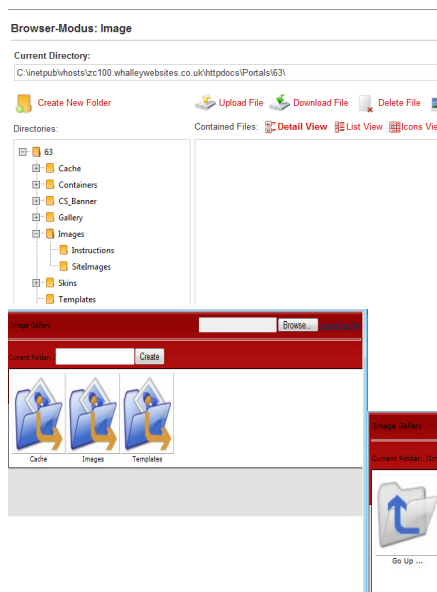 Browser-Modus: Image
Current Directory:
C:\inetpub\vhosts\zc100.whalleywebsites.co.uk\httpdocs\Portals\63\
Create New Folder
Upload File Download File Delete File
Directories:
Contained Files: Detail View List View Icons Vie
63
Cache
Containers
CS_Banner
Gallery
Images
Instructions
SiteImages
Skins
Templates
Image Gallery Browse..
Current Folder: Create
Cache Images Templates
Image Gallery
Current Folder: /Im
Go Up ...